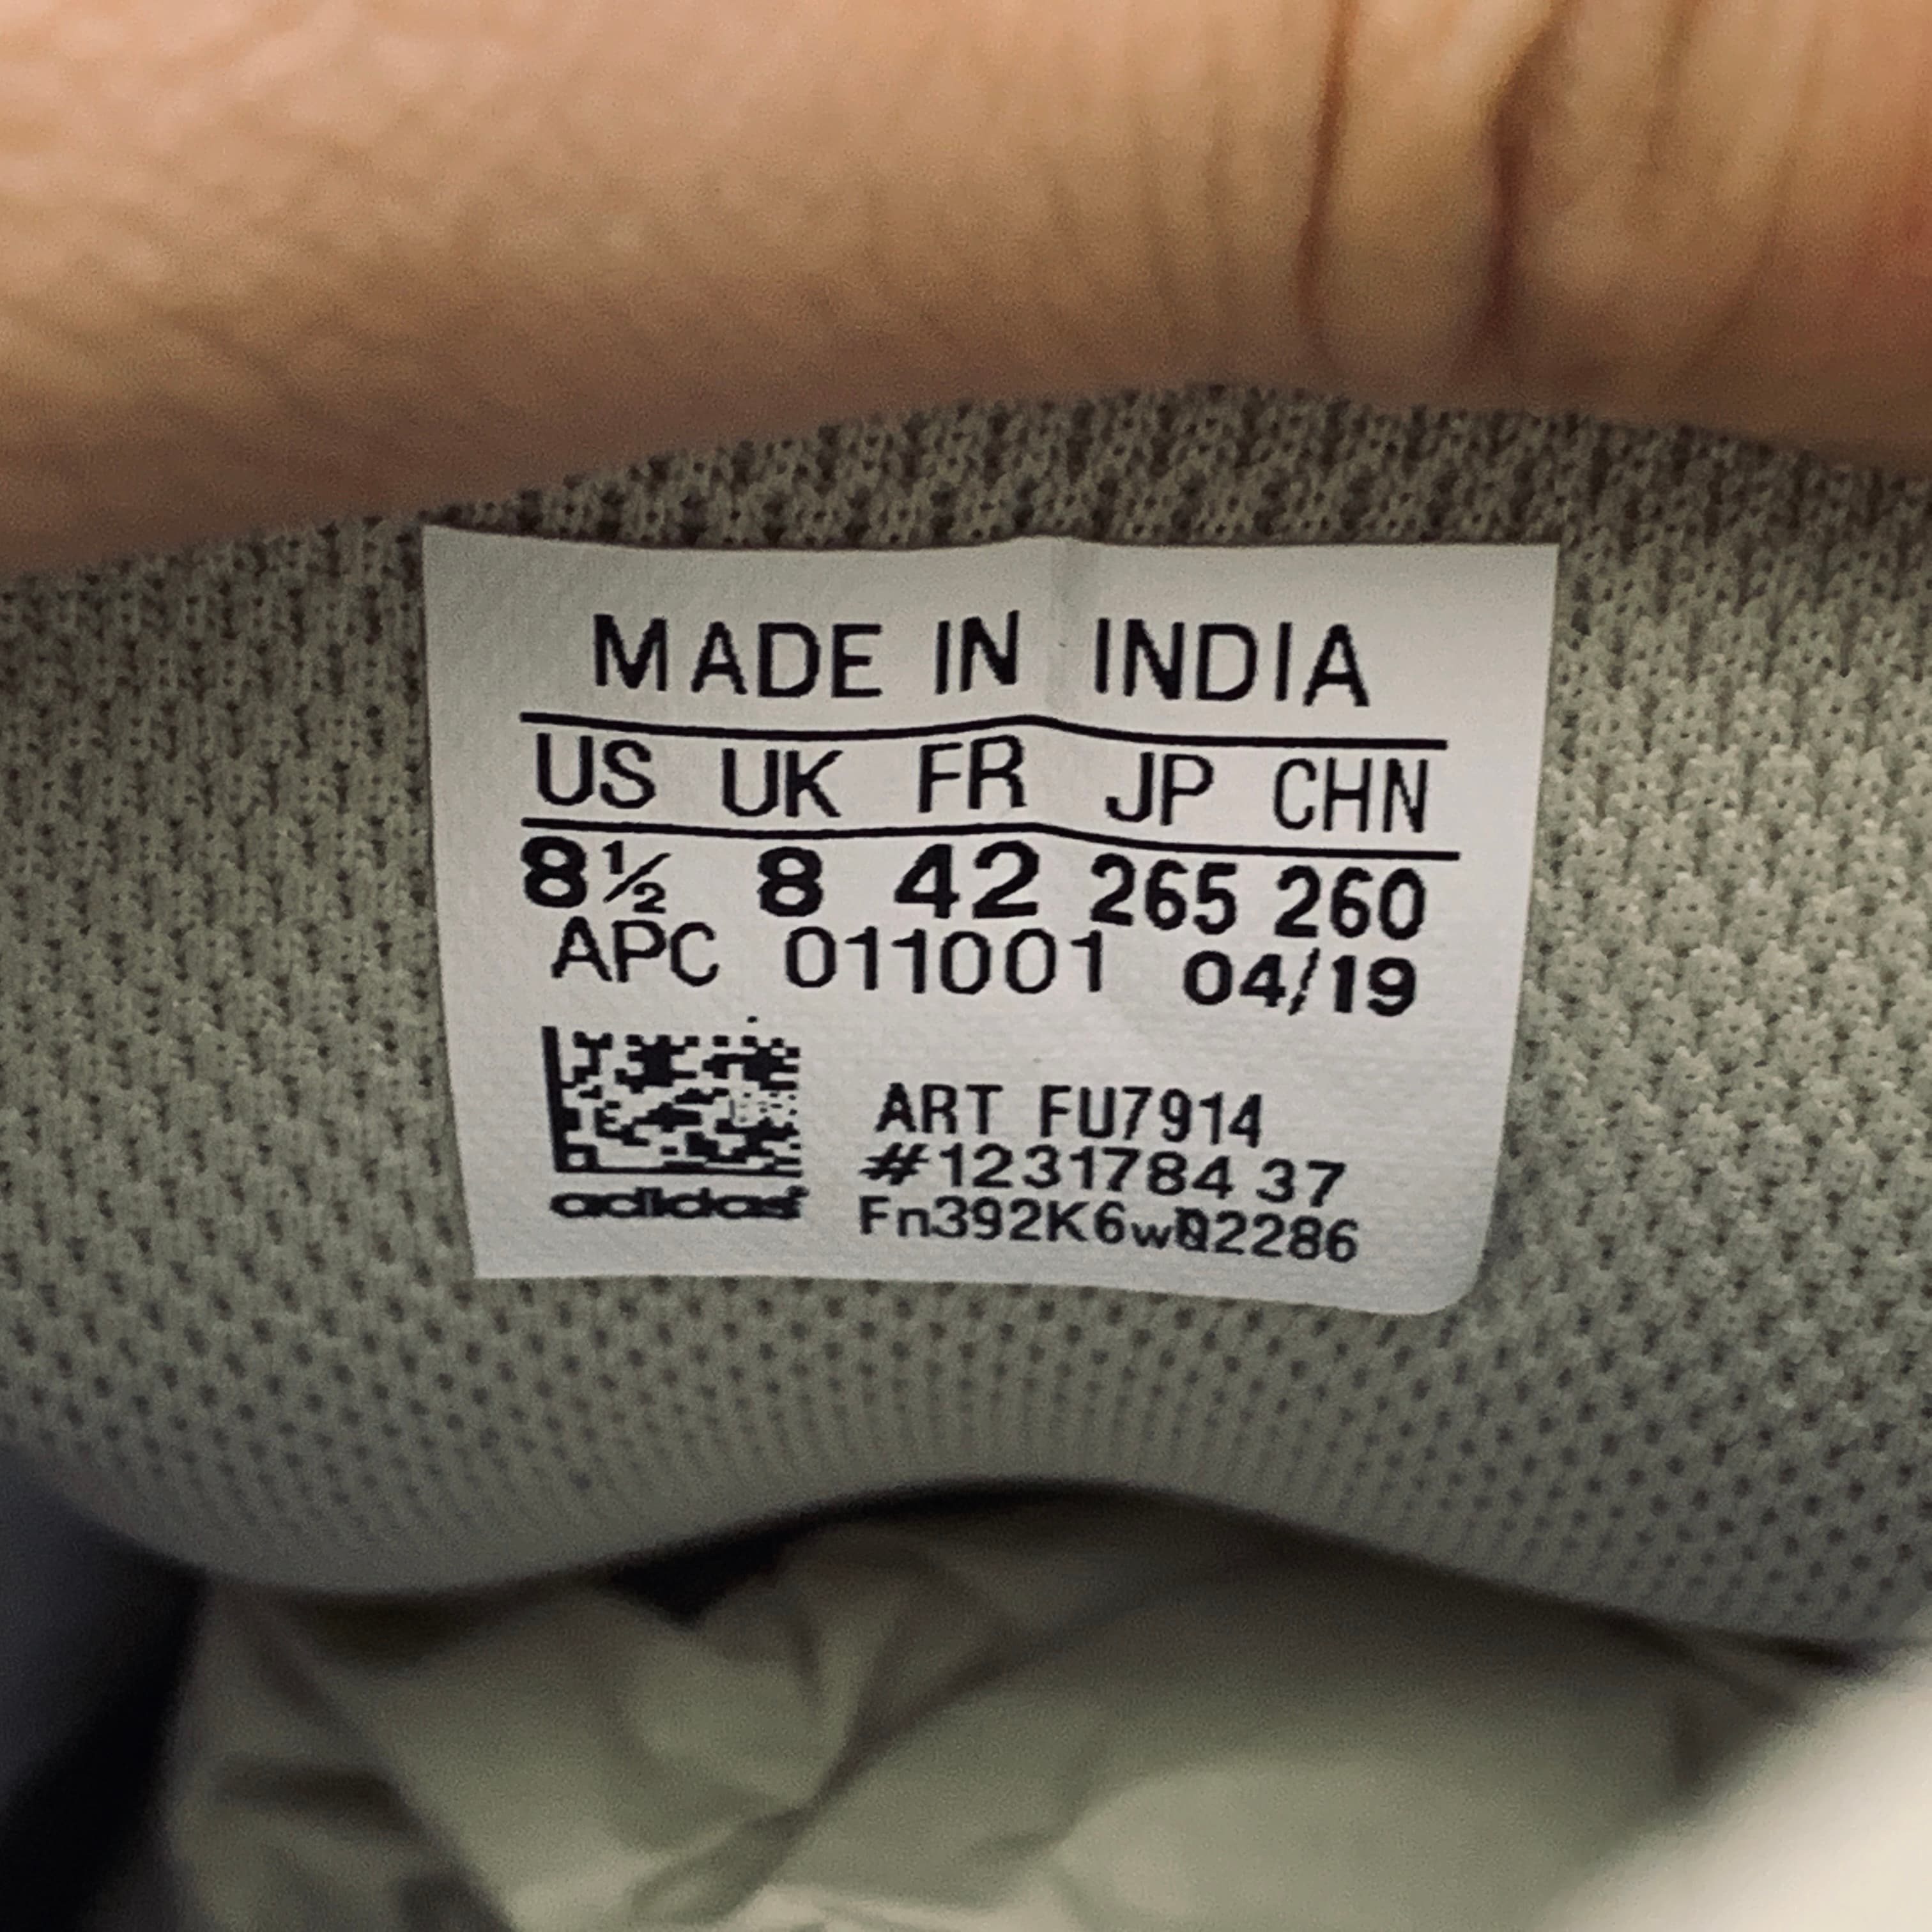 MADE IN INDIA
US UK FR JP CHN
8½ 8 42 265 260
APC 011001 04/19
ART FU7914
#1231784 37
adidas